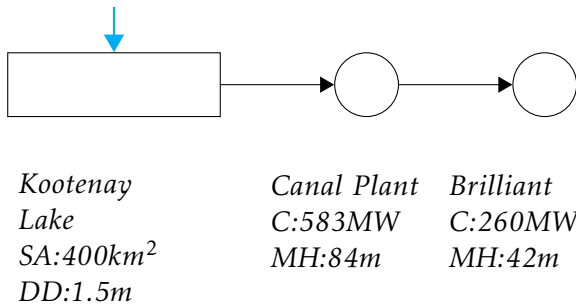 Kootenay
Lake
SA:400km²
DD:1.5m
Canal Plant
C:583MW
MH:84m
Brilliant
C:260MW
MH:42m